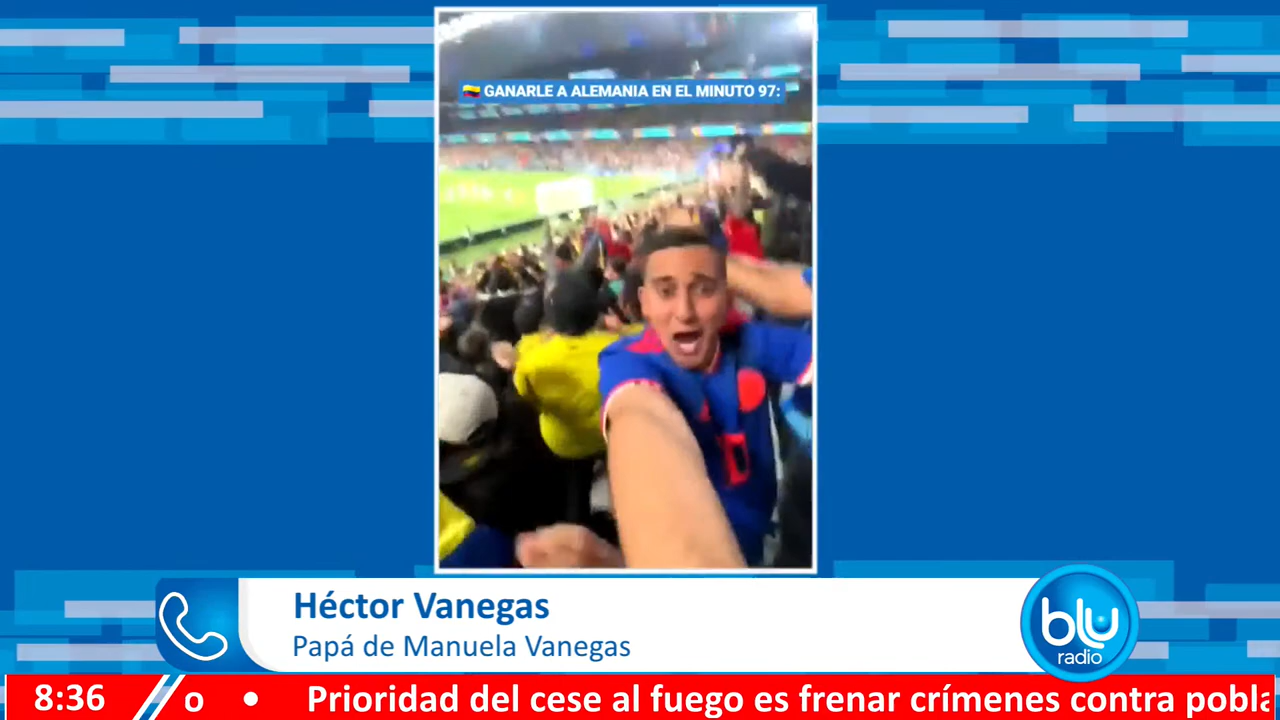 GANARLE A ALEMANIA EN EL MINUTO 97:
10
Héctor Vanegas
Papá de Manuela Vanegas
blu
radio
8:36
o • Prioridad del cese al fuego es frenar crímenes contra pobla